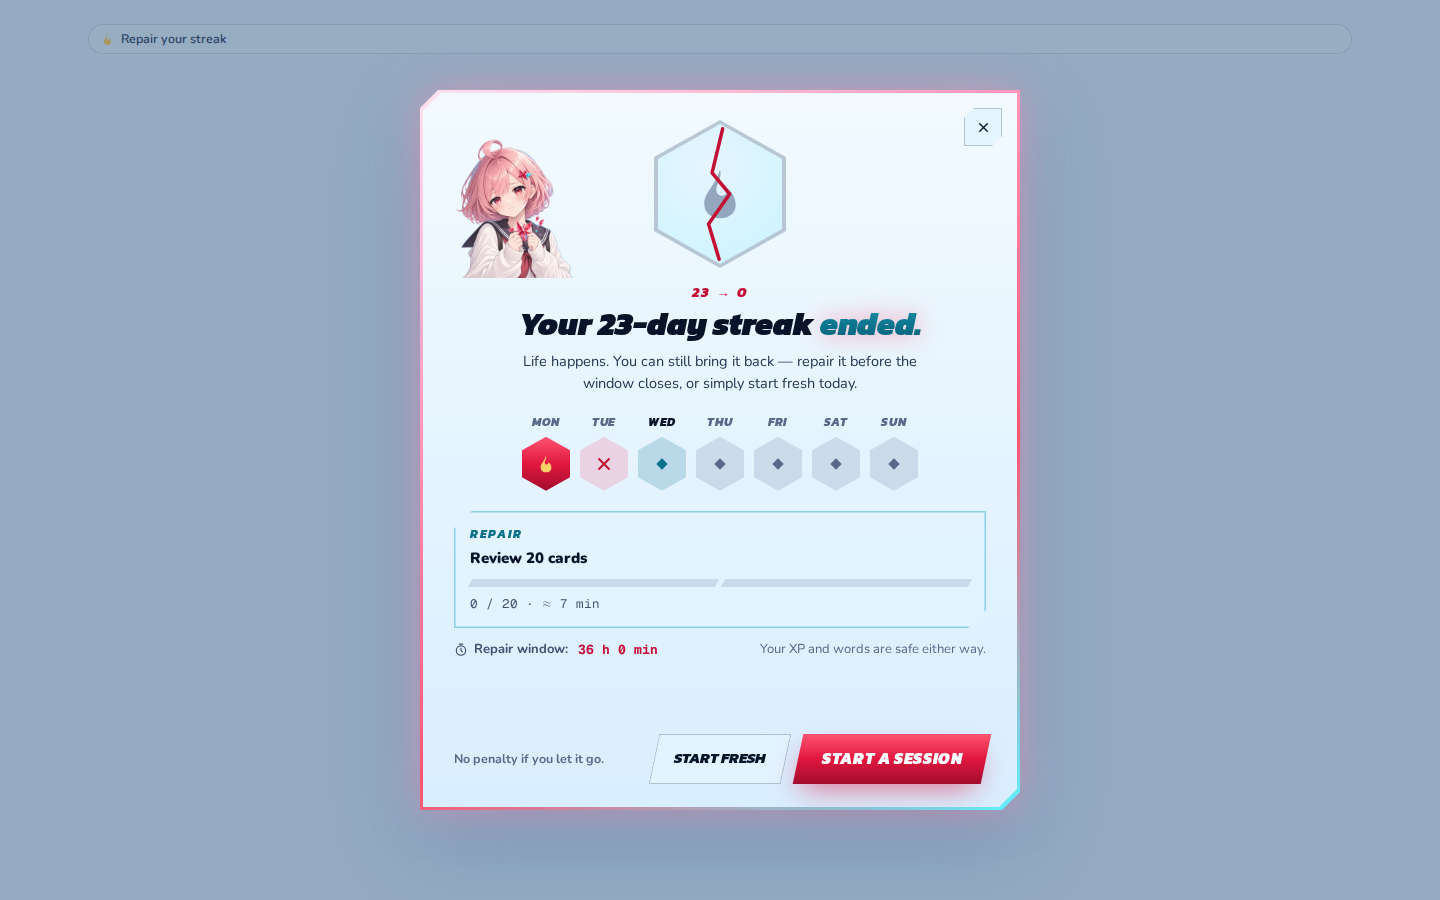 Repair your streak
23 → 0
Your 23-day streak ended.
Life happens. You can still bring it back — repair it before the
window closes, or simply start fresh today.
MON TUE WED THU FRI SAT SUN
REPAIR
Review 20 cards
0 / 20 · ≈ 7 min
Repair window: 36 h 0 min
Your XP and words are safe either way.
No penalty if you let it go.
START FRESH
START A SESSION